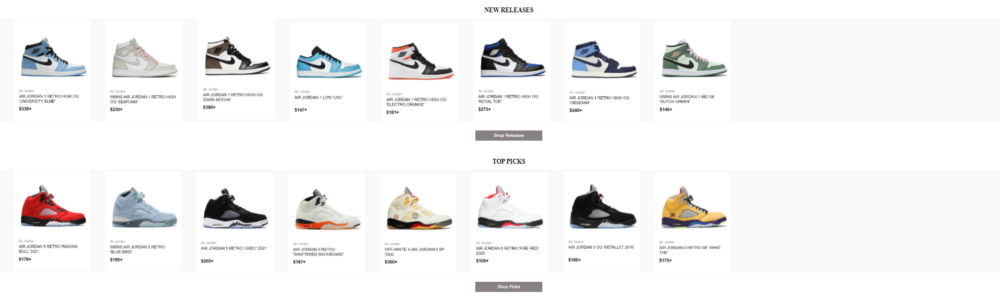 NEW RELEASES
Air Jordan
AIR JORDAN 1 RETRO HIGH OG
'UNIVERSITY BLUE'
$336+
Air Jordan
WMNS AIR JORDAN 1 RETRO HIGH
OG 'SEAFOAM'
$230+
Air Jordan
AIR JORDAN 1 RETRO HIGH OG
'DARK MOCHA'
$390+
Air Jordan
AIR JORDAN 1 LOW 'UNC'
$147+
Air Jordan
AIR JORDAN 1 RETRO HIGH OG
'ELECTRO ORANGE'
$181+
Air Jordan
AIR JORDAN 1 RETRO HIGH OG
'ROYAL TOE'
$275+
Air Jordan
AIR JORDAN 1 RETRO HIGH OG
'OBSIDIAN'
$240+
Air Jordan
WMNS AIR JORDAN 1 MID SE
'DUTCH GREEN'
$146+
Shop Releases
TOP PICKS
Air Jordan
AIR JORDAN 5 RETRO 'RAGING
BULL' 2021
$176+
Air Jordan
WMNS AIR JORDAN 5 RETRO
'BLUE BIRD'
$195+
Air Jordan
AIR JORDAN 5 RETRO 'OREO' 2021
$205+
Air Jordan
AIR JORDAN 5 RETRO
'SHATTERED BACKBOARD'
$187+
Air Jordan
OFF-WHITE X AIR JORDAN 5 SP
'SAIL'
$300+
Air Jordan
AIR JORDAN 5 RETRO 'FIRE RED'
2020
$100+
Air Jordan
AIR JORDAN 5 OG 'METALLIC' 2016
$180+
Air Jordan
AIR JORDAN 5 RETRO SE 'WHAT
THE'
$175+
Shop Picks